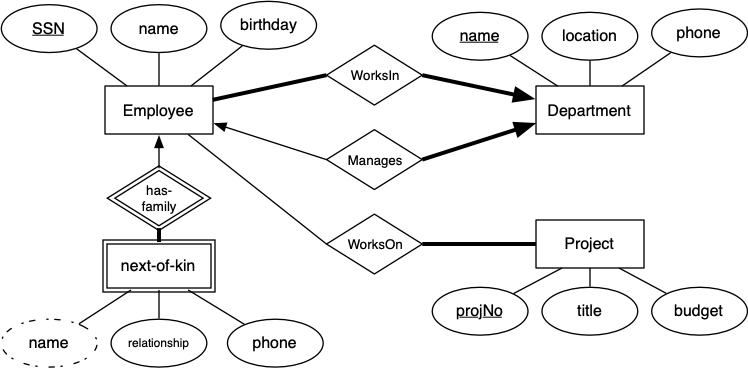 SSN
name
birthday
name
location
phone
WorksIn
Employee
Department
Manages
has-
family
WorksOn
Project
next-of-kin
projNo
title
budget
name
relationship
phone